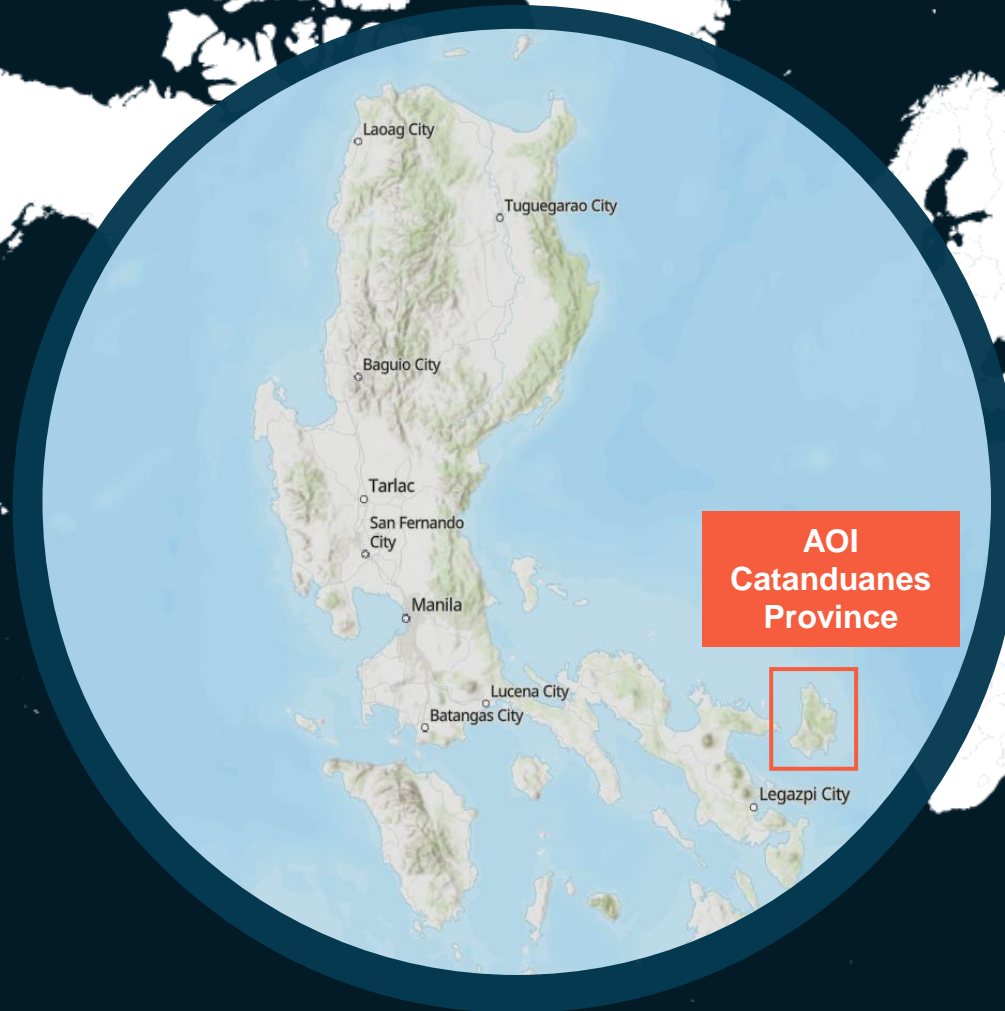 Laoag City
Tuguegarao City
Baguio City
Tarlac
San Fernando
City
AOI
Catanduanes
Province
Manila
Lucena City
Batangas City
Legazpi City